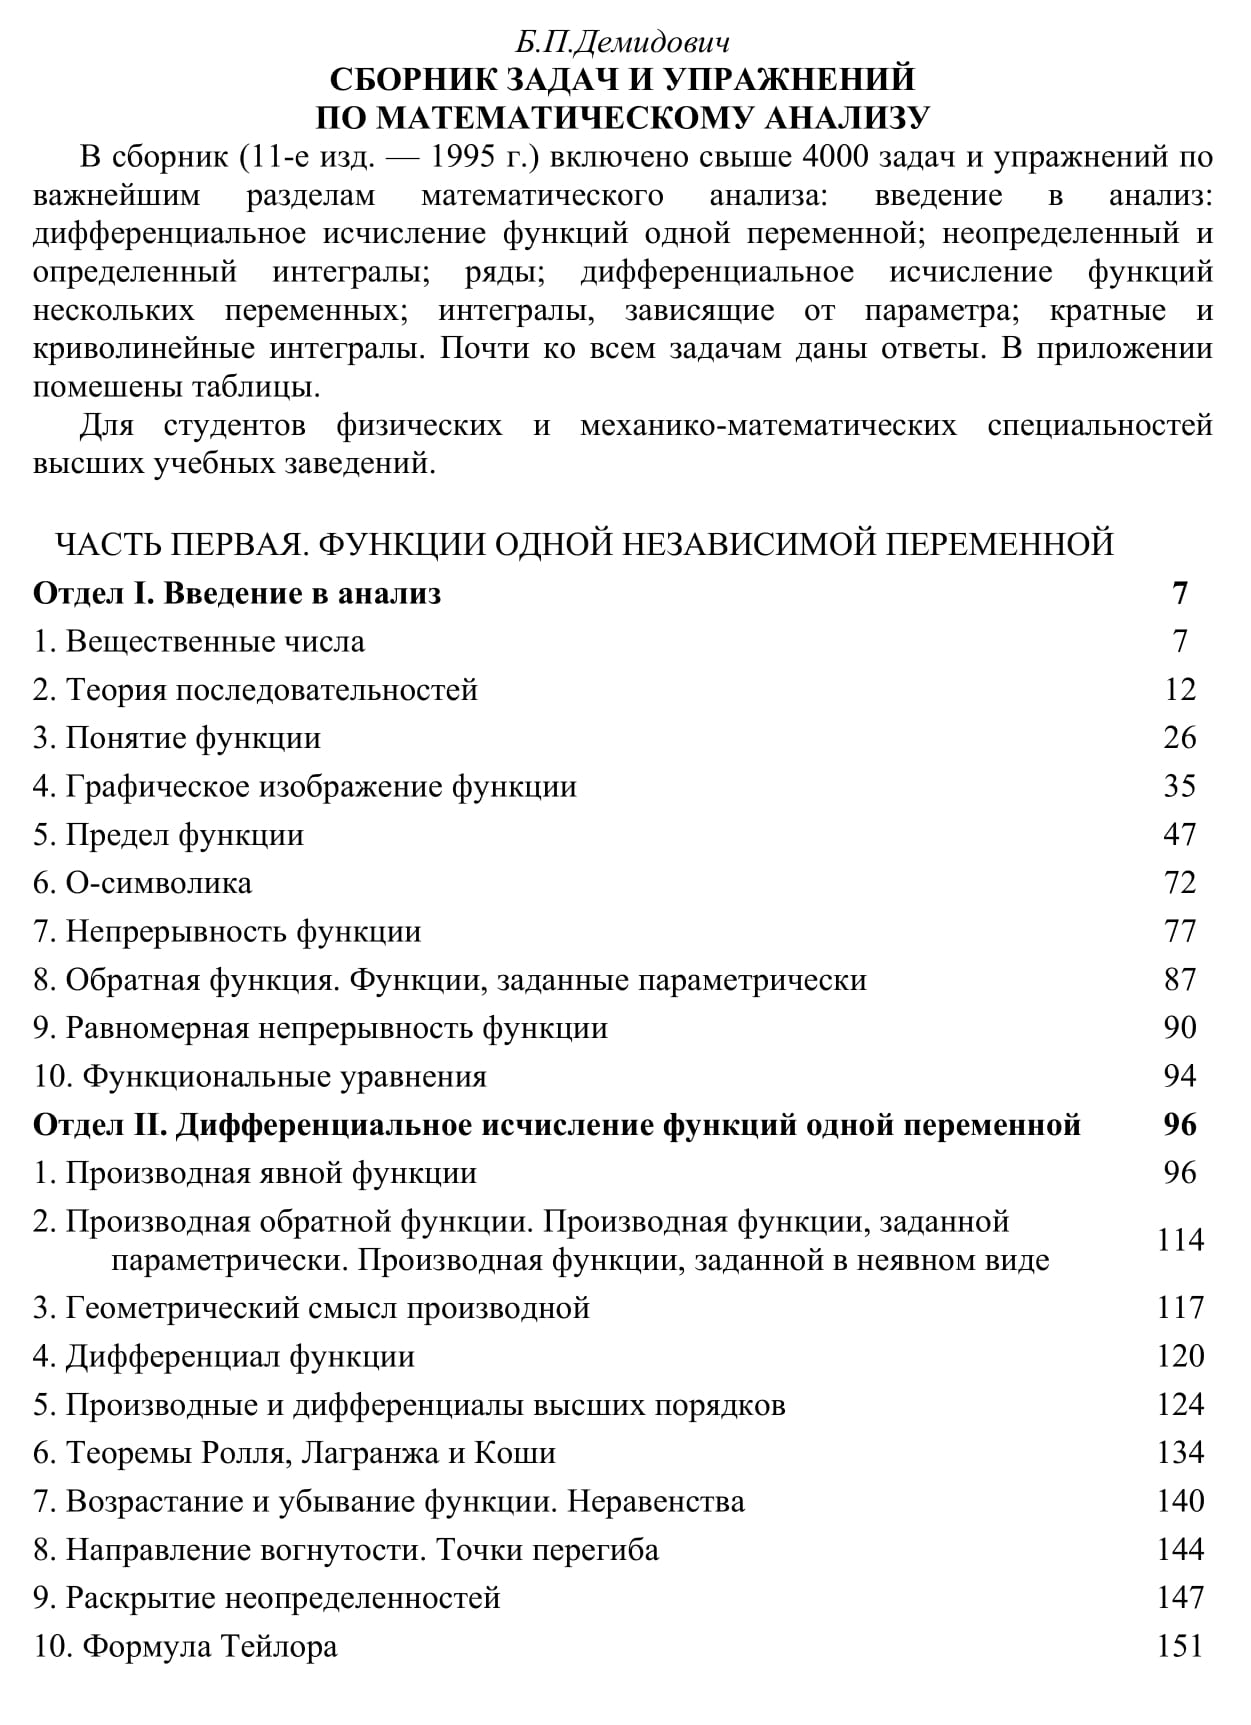 Б.П.Демидович
СБОРНИК ЗАДАЧ И УПРАЖНЕНИЙ
ПО МАТЕМАТИЧЕСКОМУ АНАЛИЗУ
В сборник (11-е изд. — 1995 г.) включено свыше 4000 задач и упражнений по
важнейшим разделам математического анализа: введение в анализ:
дифференциальное исчисление функций одной переменной; неопределенный и
определенный интегралы; ряды; дифференциальное исчисление функций
нескольких переменных; интегралы, зависящие от параметра; кратные и
криволинейные интегралы. Почти ко всем задачам даны ответы. В приложении
помешены таблицы.
Для студентов физических и механико-математических специальностей
высших учебных заведений.
ЧАСТЬ ПЕРВАЯ. ФУНКЦИИ ОДНОЙ НЕЗАВИСИМОЙ ПЕРЕМЕННОЙ
Отдел I. Введение в анализ 7
1. Вещественные числа 7
2. Теория последовательностей 12
3. Понятие функции 26
4. Графическое изображение функции 35
5. Предел функции 47
6. О-символика 72
7. Непрерывность функции 77
8. Обратная функция. Функции, заданные параметрически 87
9. Равномерная непрерывность функции 90
10. Функциональные уравнения 94
Отдел II. Дифференциальное исчисление функций одной переменной 96
1. Производная явной функции 96
2. Производная обратной функции. Производная функции, заданной
параметрически. Производная функции, заданной в неявном виде 114
3. Геометрический смысл производной 117
4. Дифференциал функции 120
5. Производные и дифференциалы высших порядков 124
6. Теоремы Ролля, Лагранжа и Коши 134
7. Возрастание и убывание функции. Неравенства 140
8. Направление вогнутости. Точки перегиба 144
9. Раскрытие неопределенностей 147
10. Формула Тейлора 151